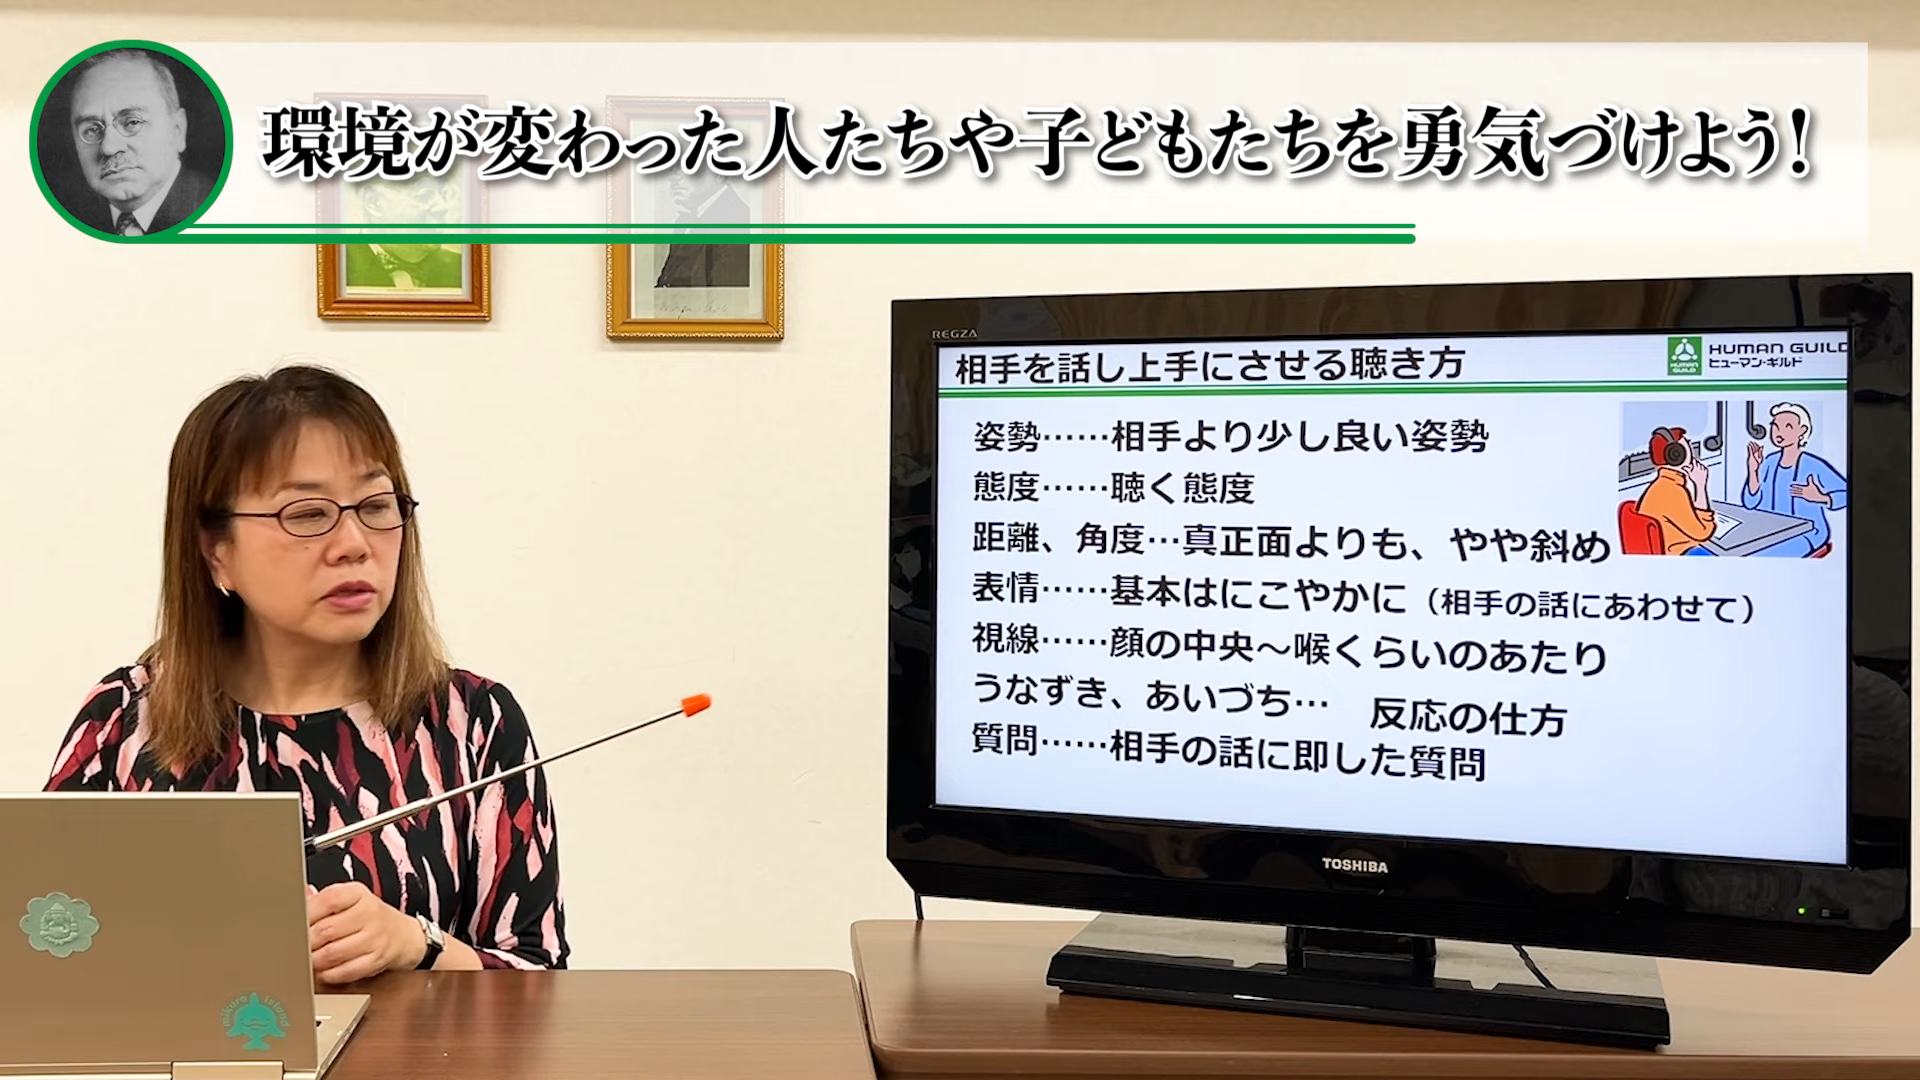 環境が変わった人たちや子どもたちを勇気づけよう!
REGZA
相手を話し上手にさせる聴き方
HUMAN GUILD
HUMAN GUILD
ヒューマン・ギルド
姿勢……相手より少し良い姿勢
態度……聴く態度
距離、角度…真正面よりも、やや斜め
表情……基本はにこやかに（相手の話にあわせて）
視線……顔の中央～喉くらいのあたり
うなずき、あいづち… 反応の仕方
質問……相手の話に即した質問
TOSHIBA
mikura island